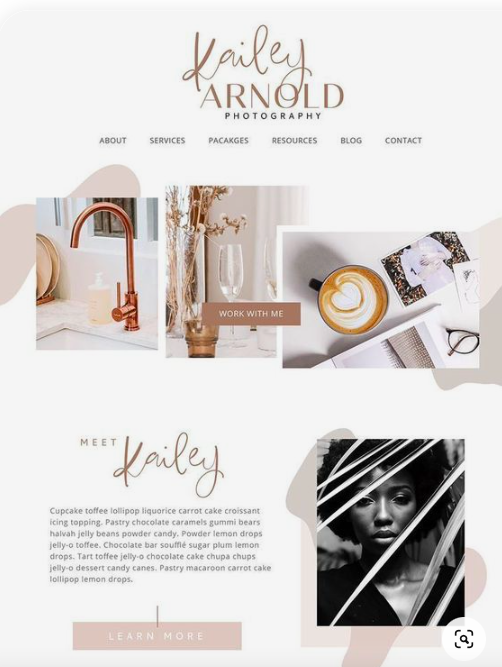 Kailey
ARNOLD
PHOTOGRAPHY
ABOUT SERVICES PACAKGES RESOURCES BLOG CONTACT
WORK WITH ME
MEET
Kailey
Cupcake toffee lollipop liquorice carrot cake croissant
icing topping. Pastry chocolate caramels gummi bears
halvah jelly beans powder candy. Powder lemon drops
jelly-o toffee. Chocolate bar soufflé sugar plum lemon
drops. Tart toffee jelly-o chocolate cake chupa chups
jelly-o dessert candy canes. Pastry macaroon carrot cake
lollipop lemon drops.
LEARN MORE